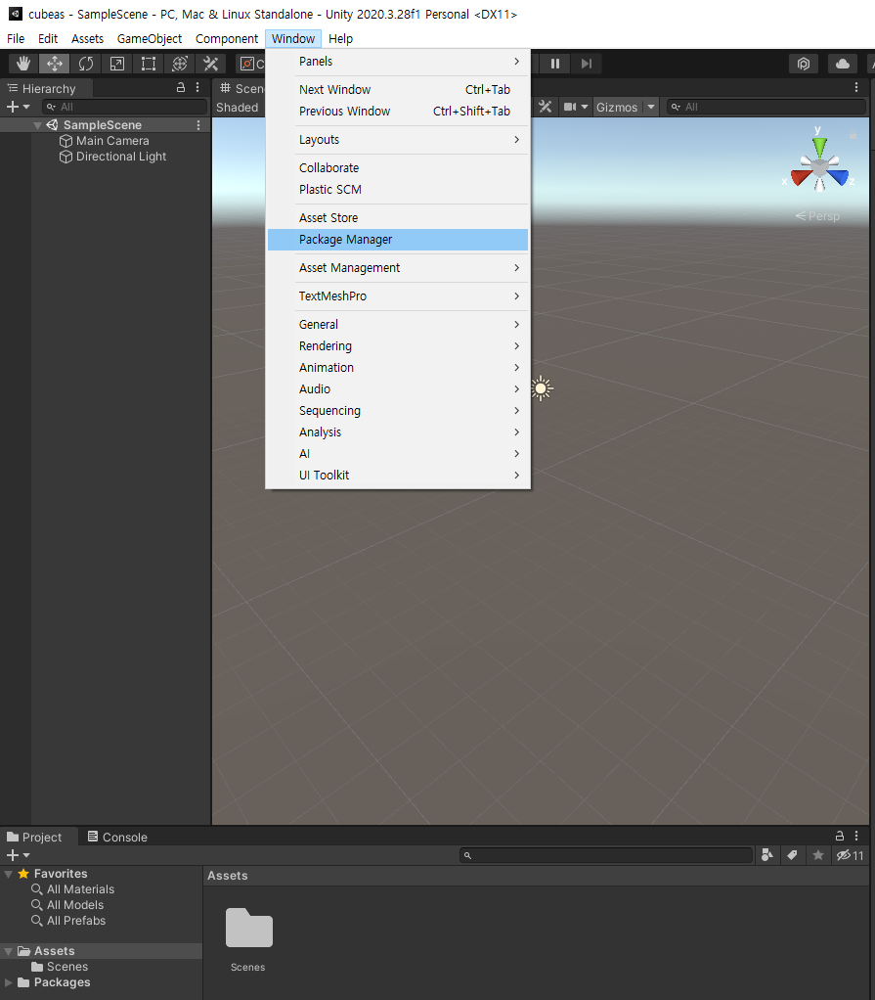 cubeas - SampleScene - PC, Mac & Linux Standalone - Unity 2020.3.28f1 Personal <DX11>
File Edit Assets GameObject Component Window Help
Hierarchy
All
SampleScene
Main Camera
Directional Light
Shaded
Gizmos
All
y
x
z
Persp
Panels
Next Window Ctrl+Tab
Previous Window Ctrl+Shift+Tab
Layouts
Collaborate
Plastic SCM
Asset Store
Package Manager
Asset Management
TextMeshPro
General
Rendering
Animation
Audio
Sequencing
Analysis
AI
UI Toolkit
Project Console
11
Favorites
All Materials
All Models
All Prefabs
Assets
Scenes
Packages
Assets
Scenes